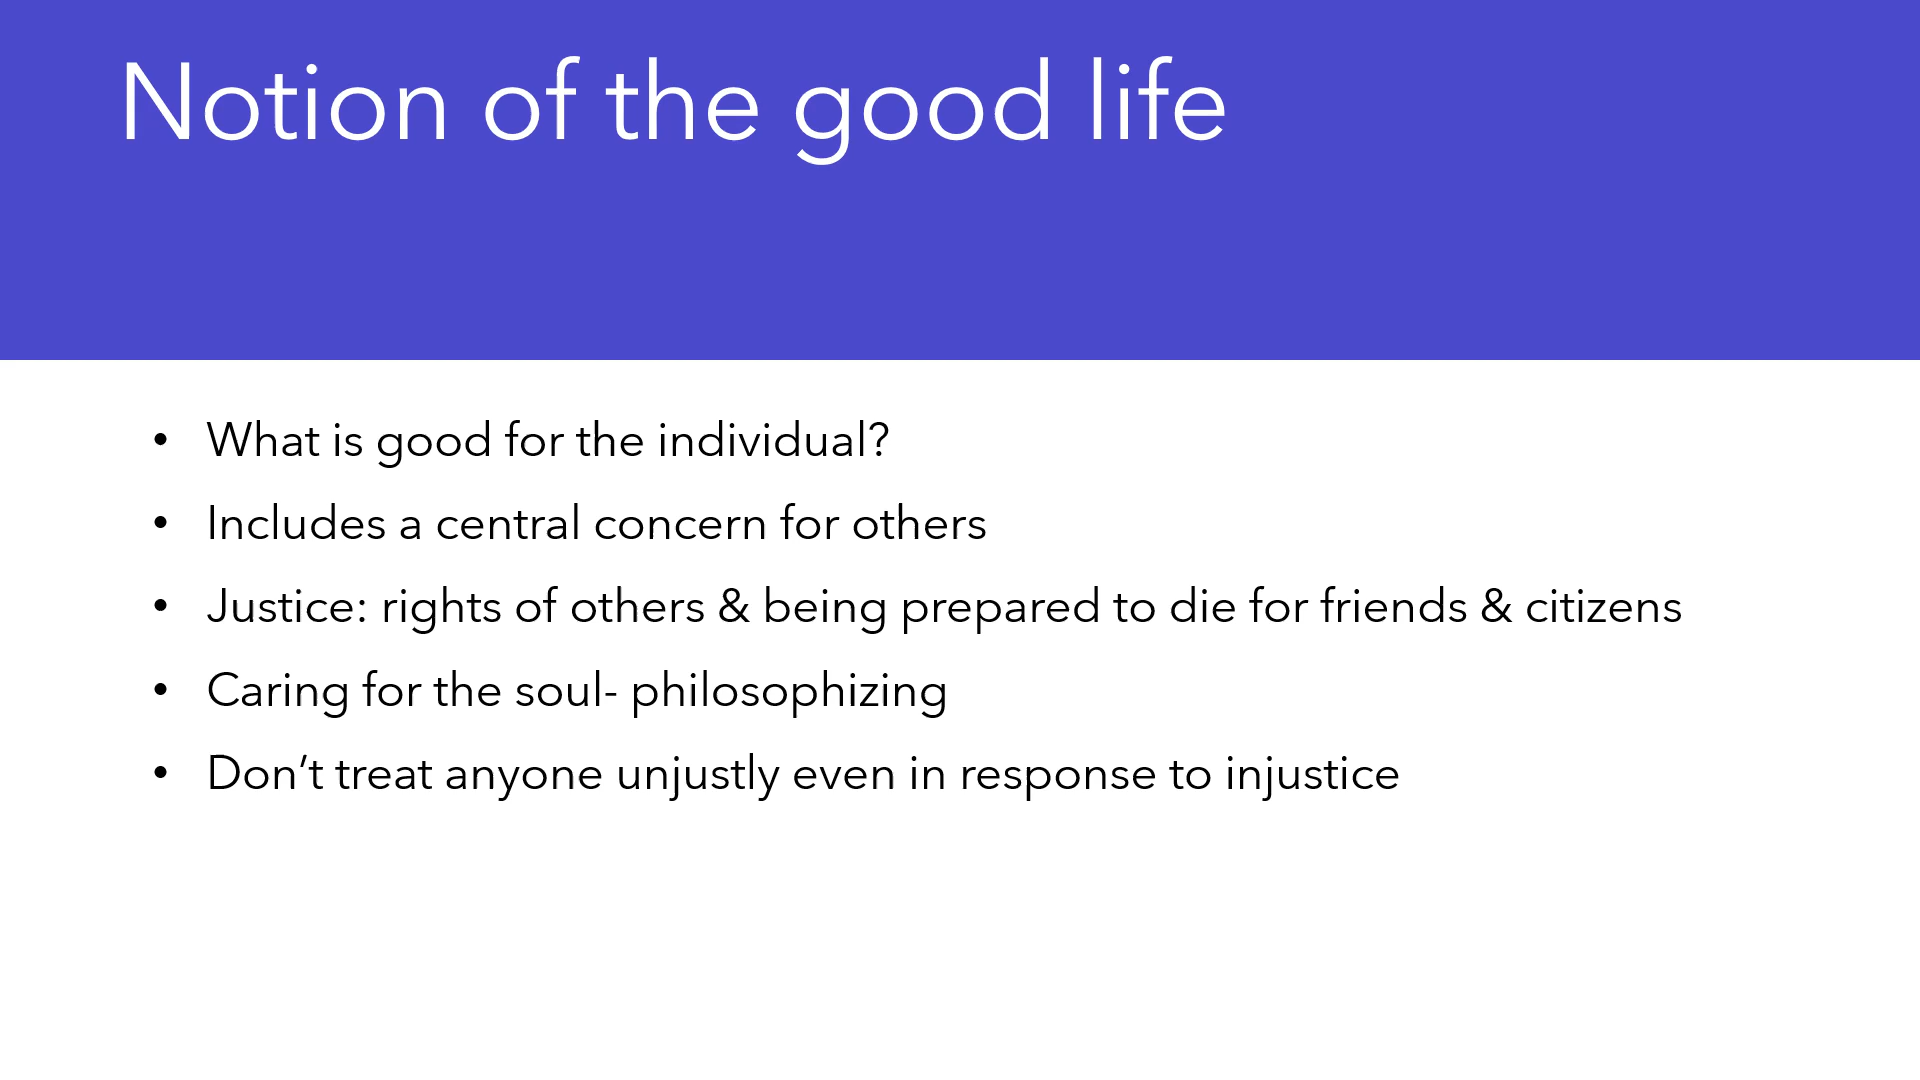 Notion of the good life
• What is good for the individual?
• Includes a central concern for others
• Justice: rights of others & being prepared to die for friends & citizens
• Caring for the soul- philosophizing
• Don’t treat anyone unjustly even in response to injustice